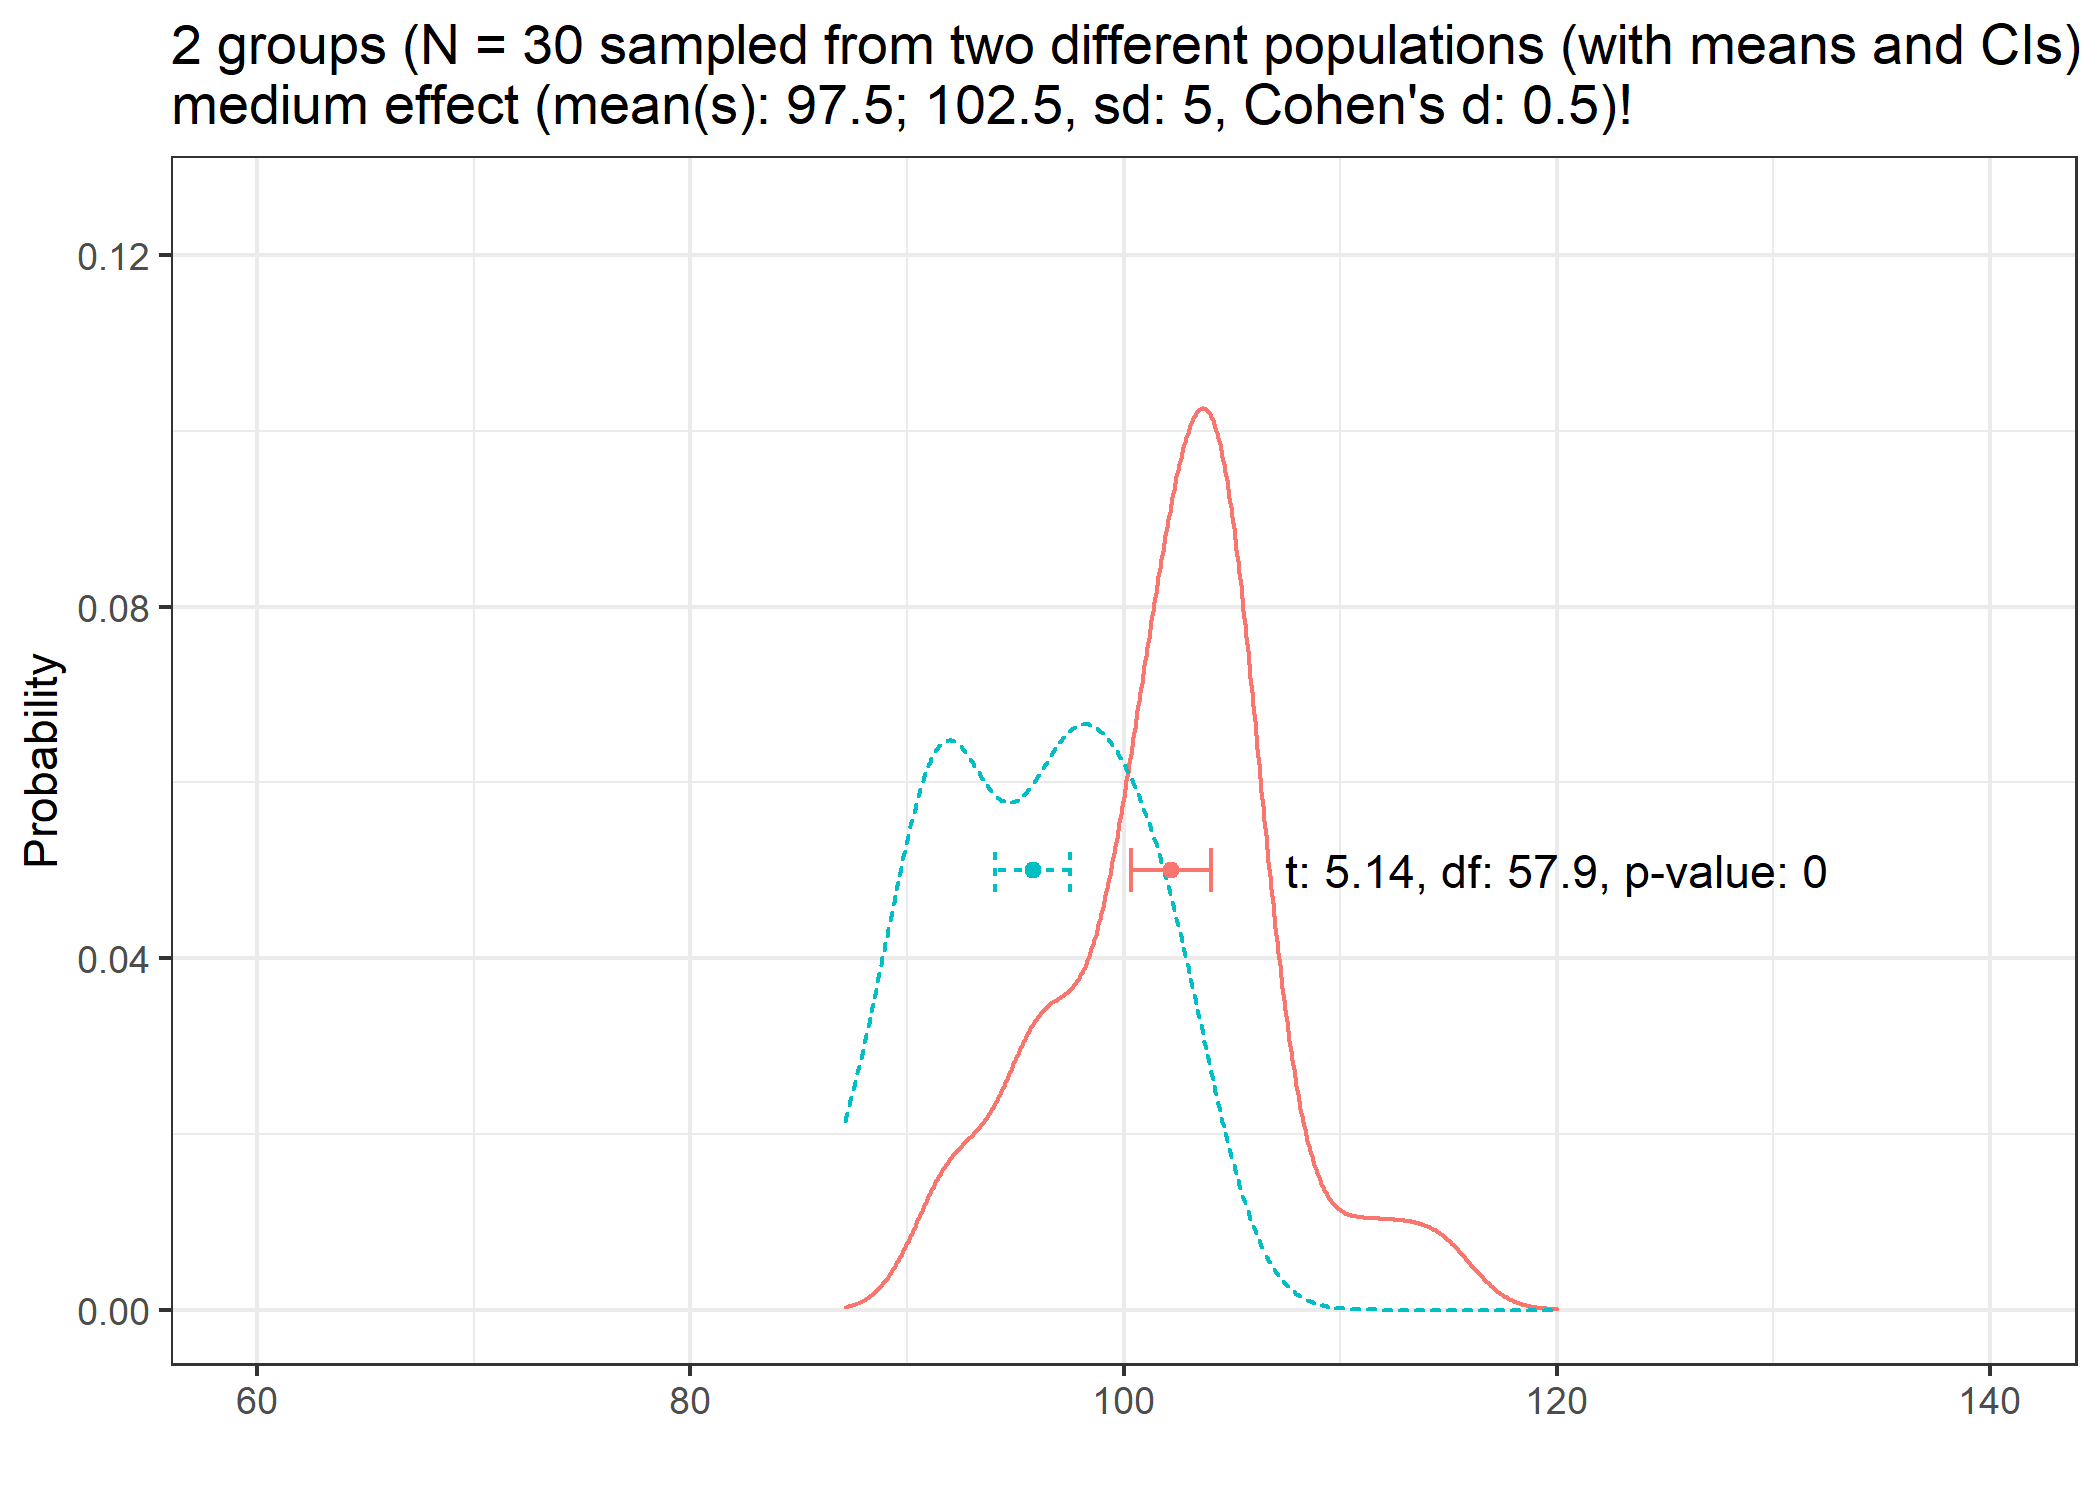 2 groups (N = 30 sampled from two different populations (with means and CIs)
medium effect (mean(s): 97.5; 102.5, sd: 5, Cohen's d: 0.5)!
0.12
0.08
0.04
0.00
Probability
t: 5.14, df: 57.9, p-value: 0
60 80 100 120 140